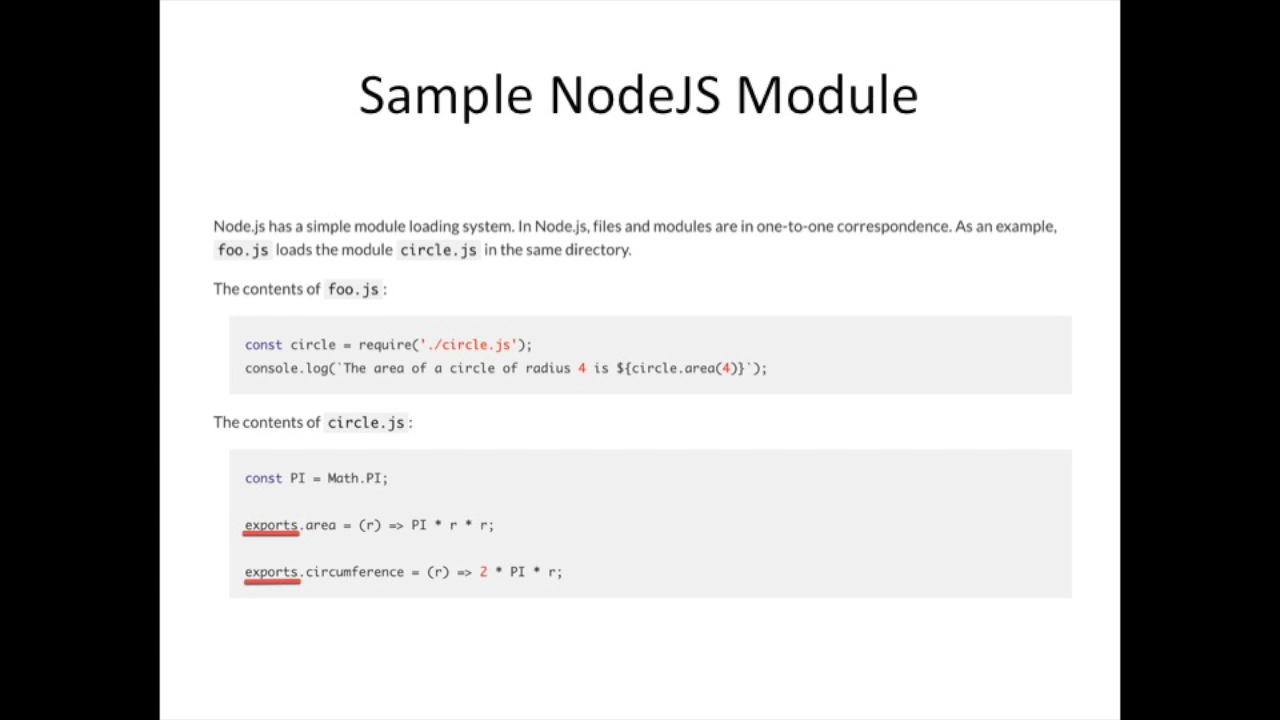 Sample NodeJS Module
Node.js has a simple module loading system. In Node.js, files and modules are in one-to-one correspondence. As an example,
foo.js loads the module circle.js in the same directory.
The contents of foo.js:
const circle = require('./circle.js');
console.log(`The area of a circle of radius 4 is ${circle.area(4)}`);
The contents of circle.js:
const PI = Math.PI;
exports.area = (r) => PI * r * r;
exports.circumference = (r) => 2 * PI * r;